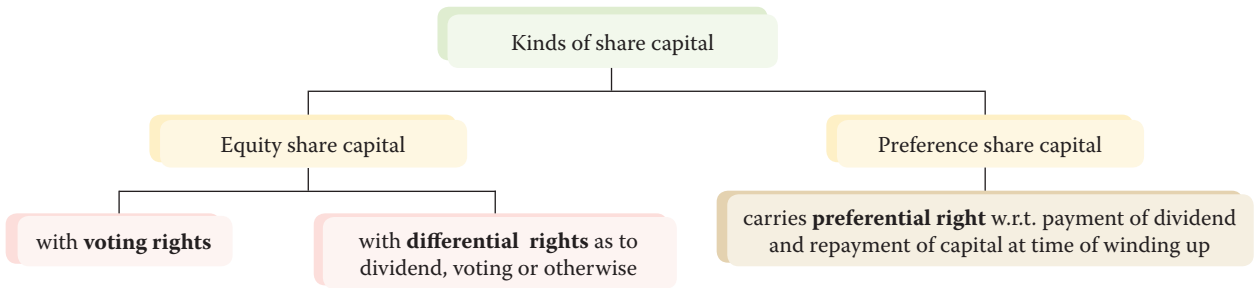 Kinds of share capital
Equity share capital
Preference share capital
with voting rights
with differential rights as to
dividend, voting or otherwise
carries preferential right w.r.t. payment of dividend
and repayment of capital at time of winding up